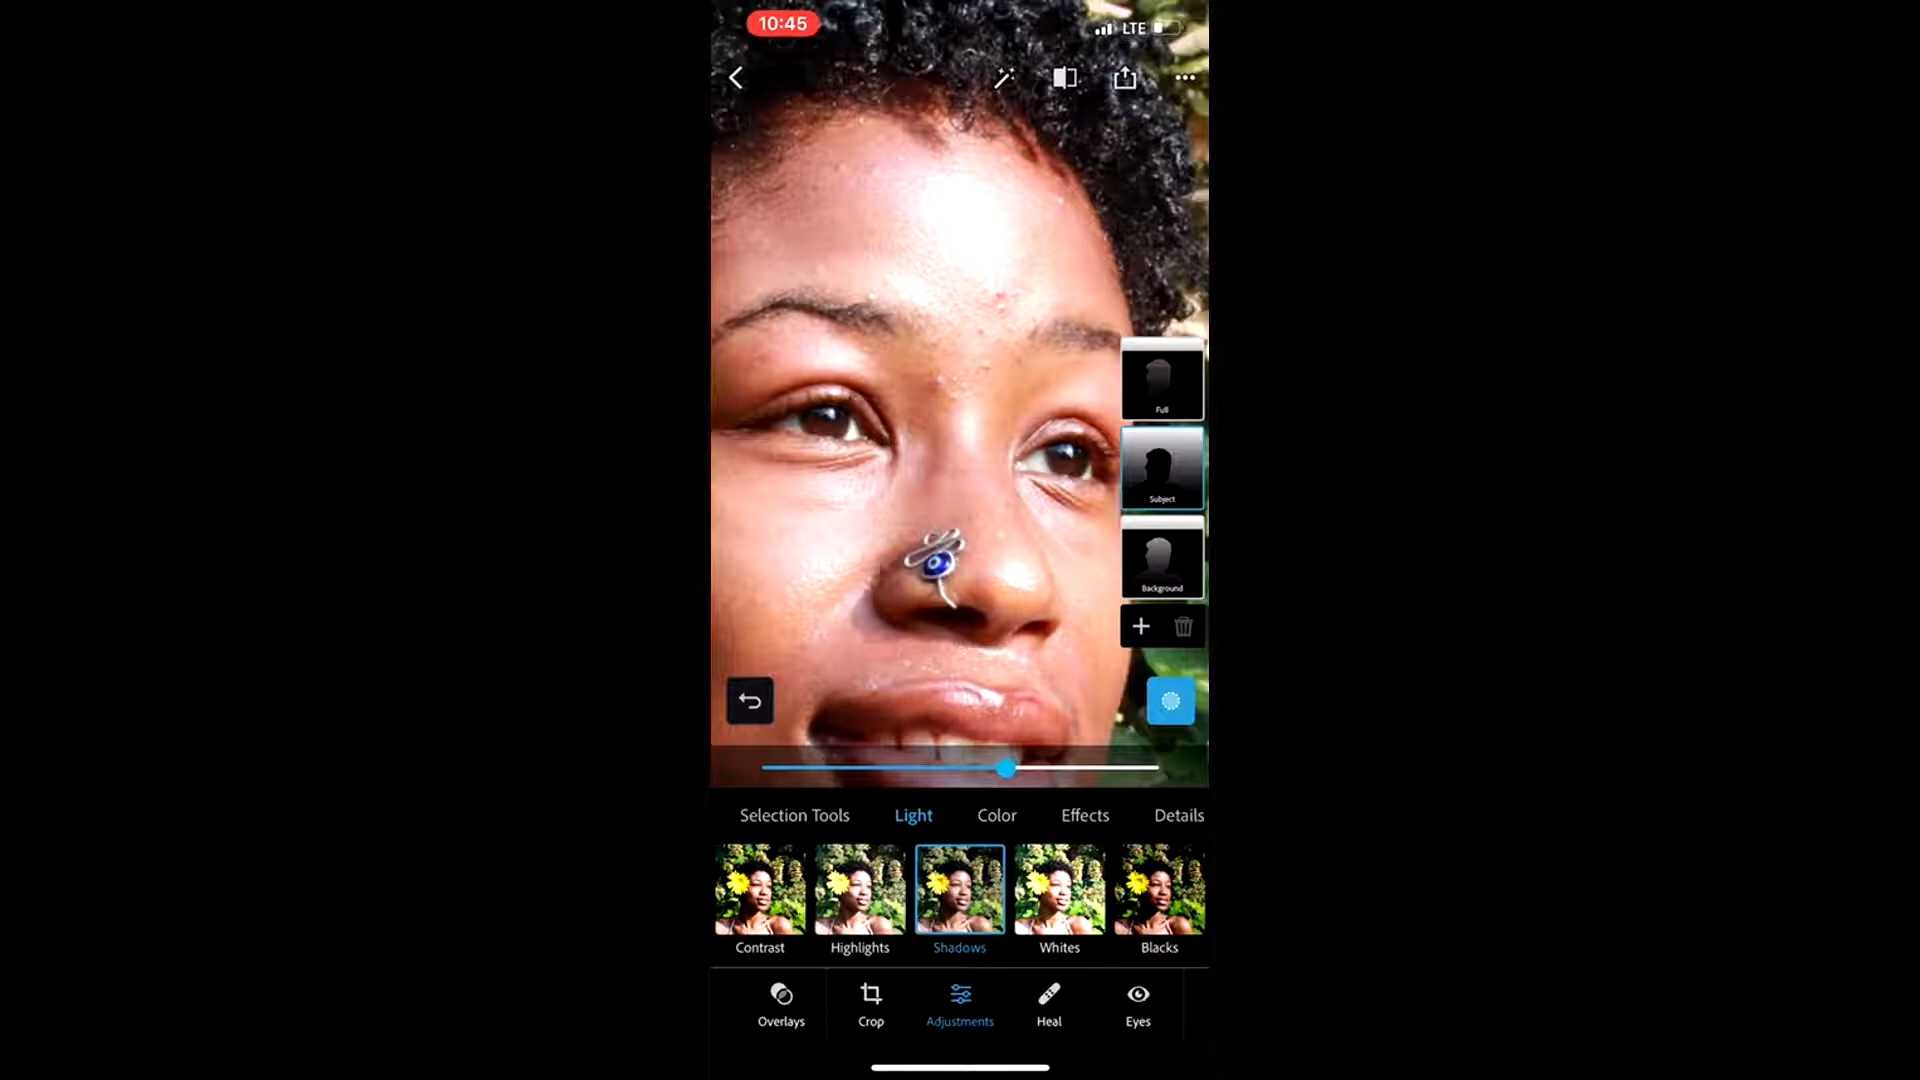 10:45
LTE
Full
Subject
Background
Selection Tools Light Color Effects Details
Contrast Highlights Shadows Whites Blacks
Overlays Crop Adjustments Heal Eyes